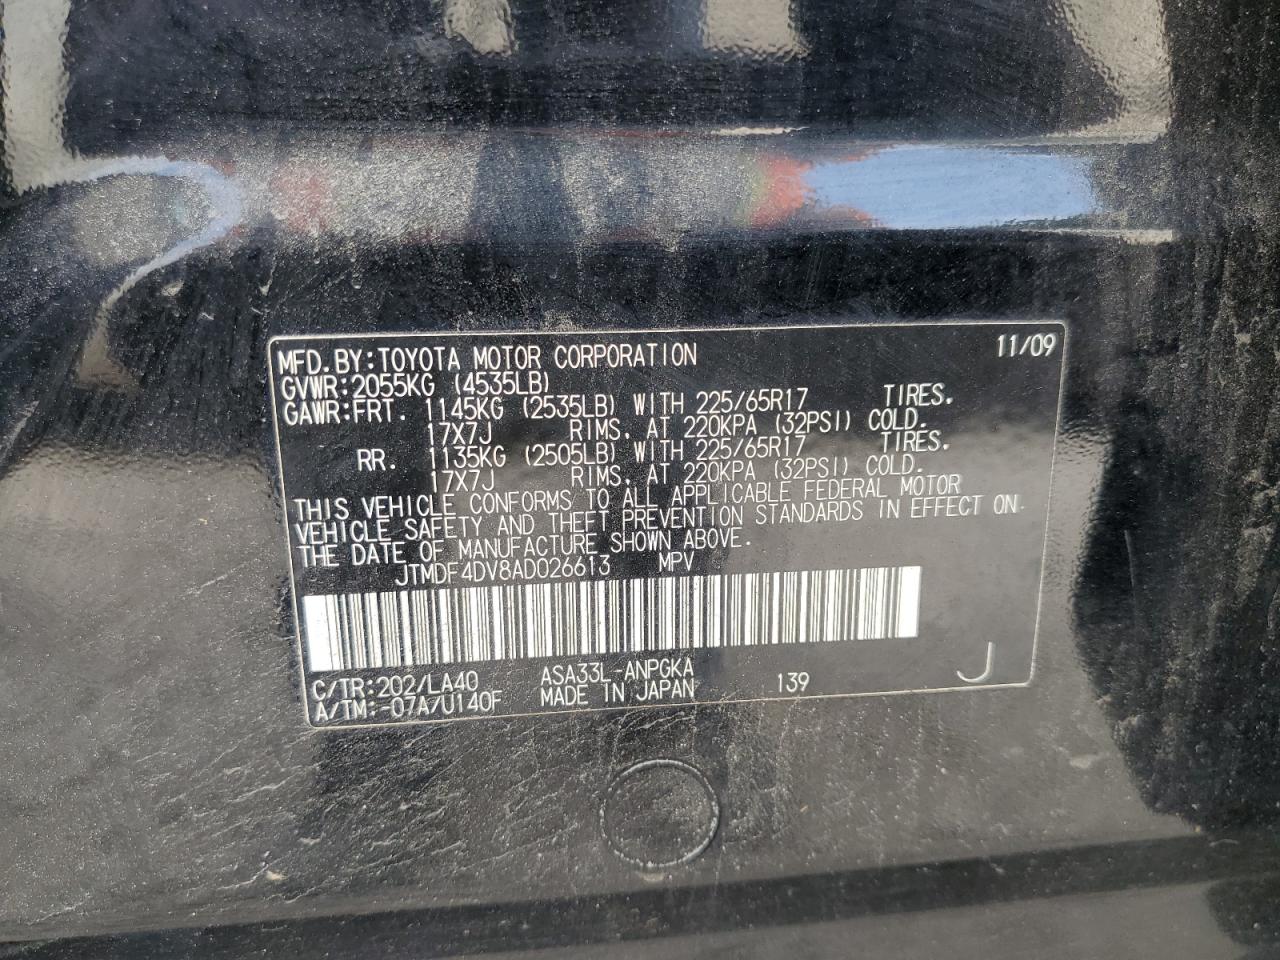 MFD.BY:TOYOTA MOTOR CORPORATION 11/09
GVWR:2055KG (4535LB)
GAWR:FRT. 1145KG (2535LB) WITH 225/65R17 TIRES.
17X7J RIMS, AT 220KPA (32PSI) COLD.
RR. 1135KG (2505LB) WITH 225/65R17 TIRES.
17X7J RIMS, AT 220KPA (32PSI) COLD.
THIS VEHICLE CONFORMS TO ALL APPLICABLE FEDERAL MOTOR
VEHICLE SAFETY AND THEFT PREVENTION STANDARDS IN EFFECT ON
THE DATE OF MANUFACTURE SHOWN ABOVE.
JTMDF4DV8AD026613 MPV
C/TR:202/LA40 ASA33L-ANPGKA
A/TM:-07A/U140F MADE IN JAPAN 139 J